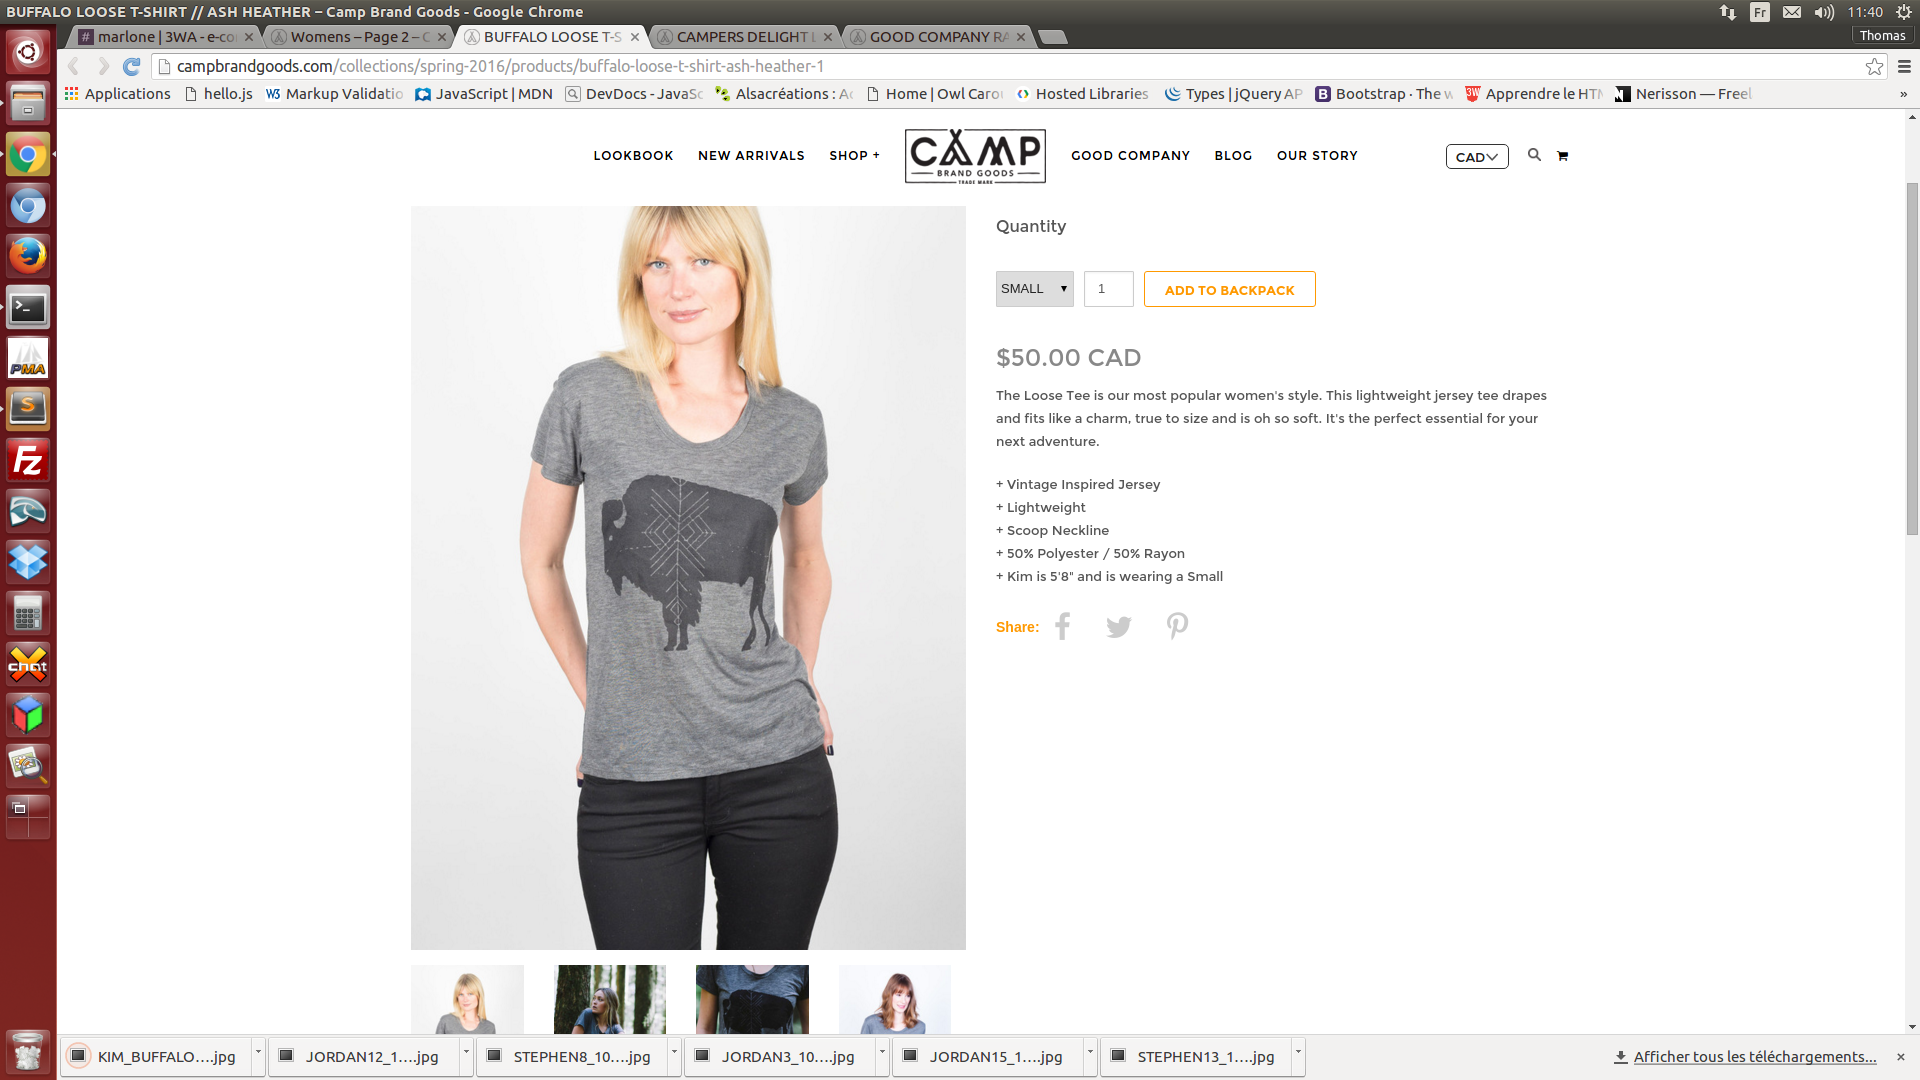 BUFFALO LOOSE T-SHIRT // ASH HEATHER – Camp Brand Goods - Google Chrome
Fr
11:40
marlone | 3WA - e-co
Womens – Page 2 – C
BUFFALO LOOSE T-S
CAMPERS DELIGHT L
GOOD COMPANY RA
Thomas
campbrandgoods.com/collections/spring-2016/products/buffalo-loose-t-shirt-ash-heather-1
Applications
hello.js
W3 Markup Validatio
JavaScript | MDN
DevDocs - JavaSc
Alsacréations : Ac
Home | Owl Carou
Hosted Libraries
Types | jQuery AP
B Bootstrap · The w
3W Apprendre le HTM
N Nerisson — Freel
»
LOOKBOOK
NEW ARRIVALS
SHOP +
CAMP
BRAND GOODS
TRADE MARK
GOOD COMPANY
BLOG
OUR STORY
CAD
Quantity
SMALL
1
ADD TO BACKPACK
$50.00 CAD
The Loose Tee is our most popular women's style. This lightweight jersey tee drapes
and fits like a charm, true to size and is oh so soft. It's the perfect essential for your
next adventure.
+ Vintage Inspired Jersey
+ Lightweight
+ Scoop Neckline
+ 50% Polyester / 50% Rayon
+ Kim is 5'8" and is wearing a Small
Share:
PMA
S
Fz
X
chat
KIM_BUFFALO....jpg
JORDAN12_1....jpg
STEPHEN8_10....jpg
JORDAN3_10....jpg
JORDAN15_1....jpg
STEPHEN13_1....jpg
Afficher tous les téléchargements...